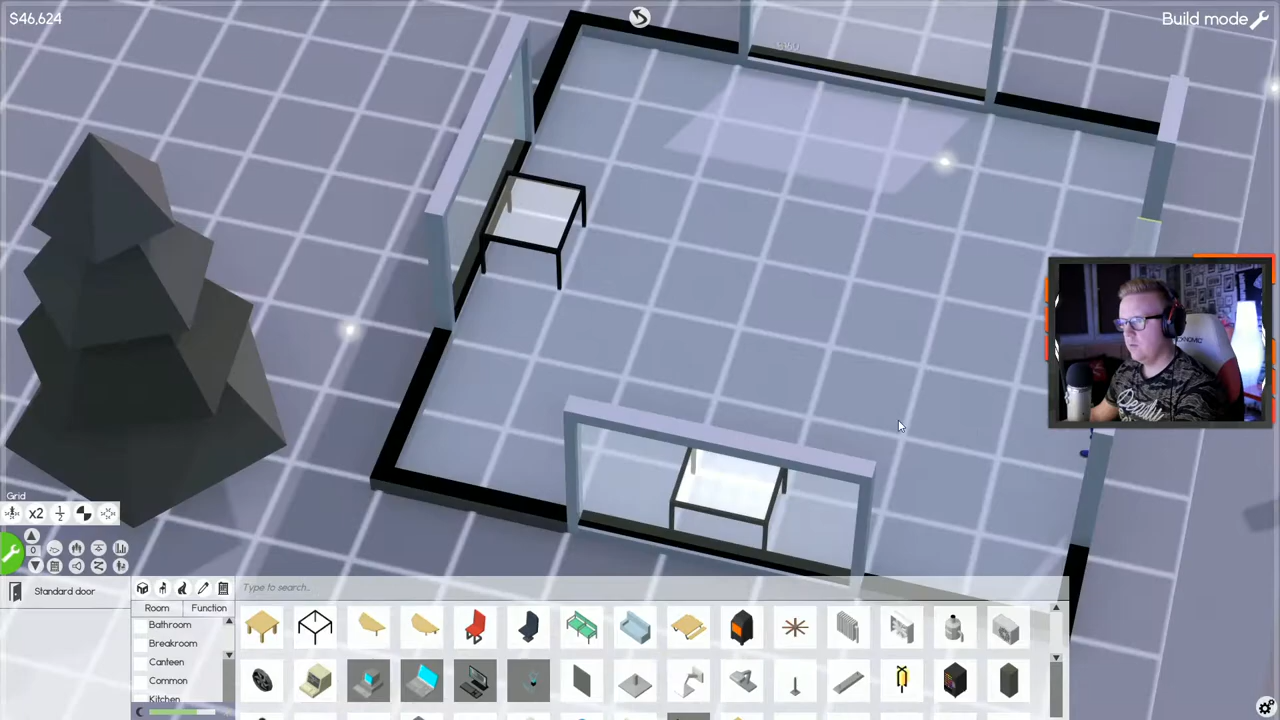 $46,624
Build mode
Grid
x2
Standard door
Type to search..
Room
Function
Bathroom
Breakroom
Canteen
Common
Kitchen